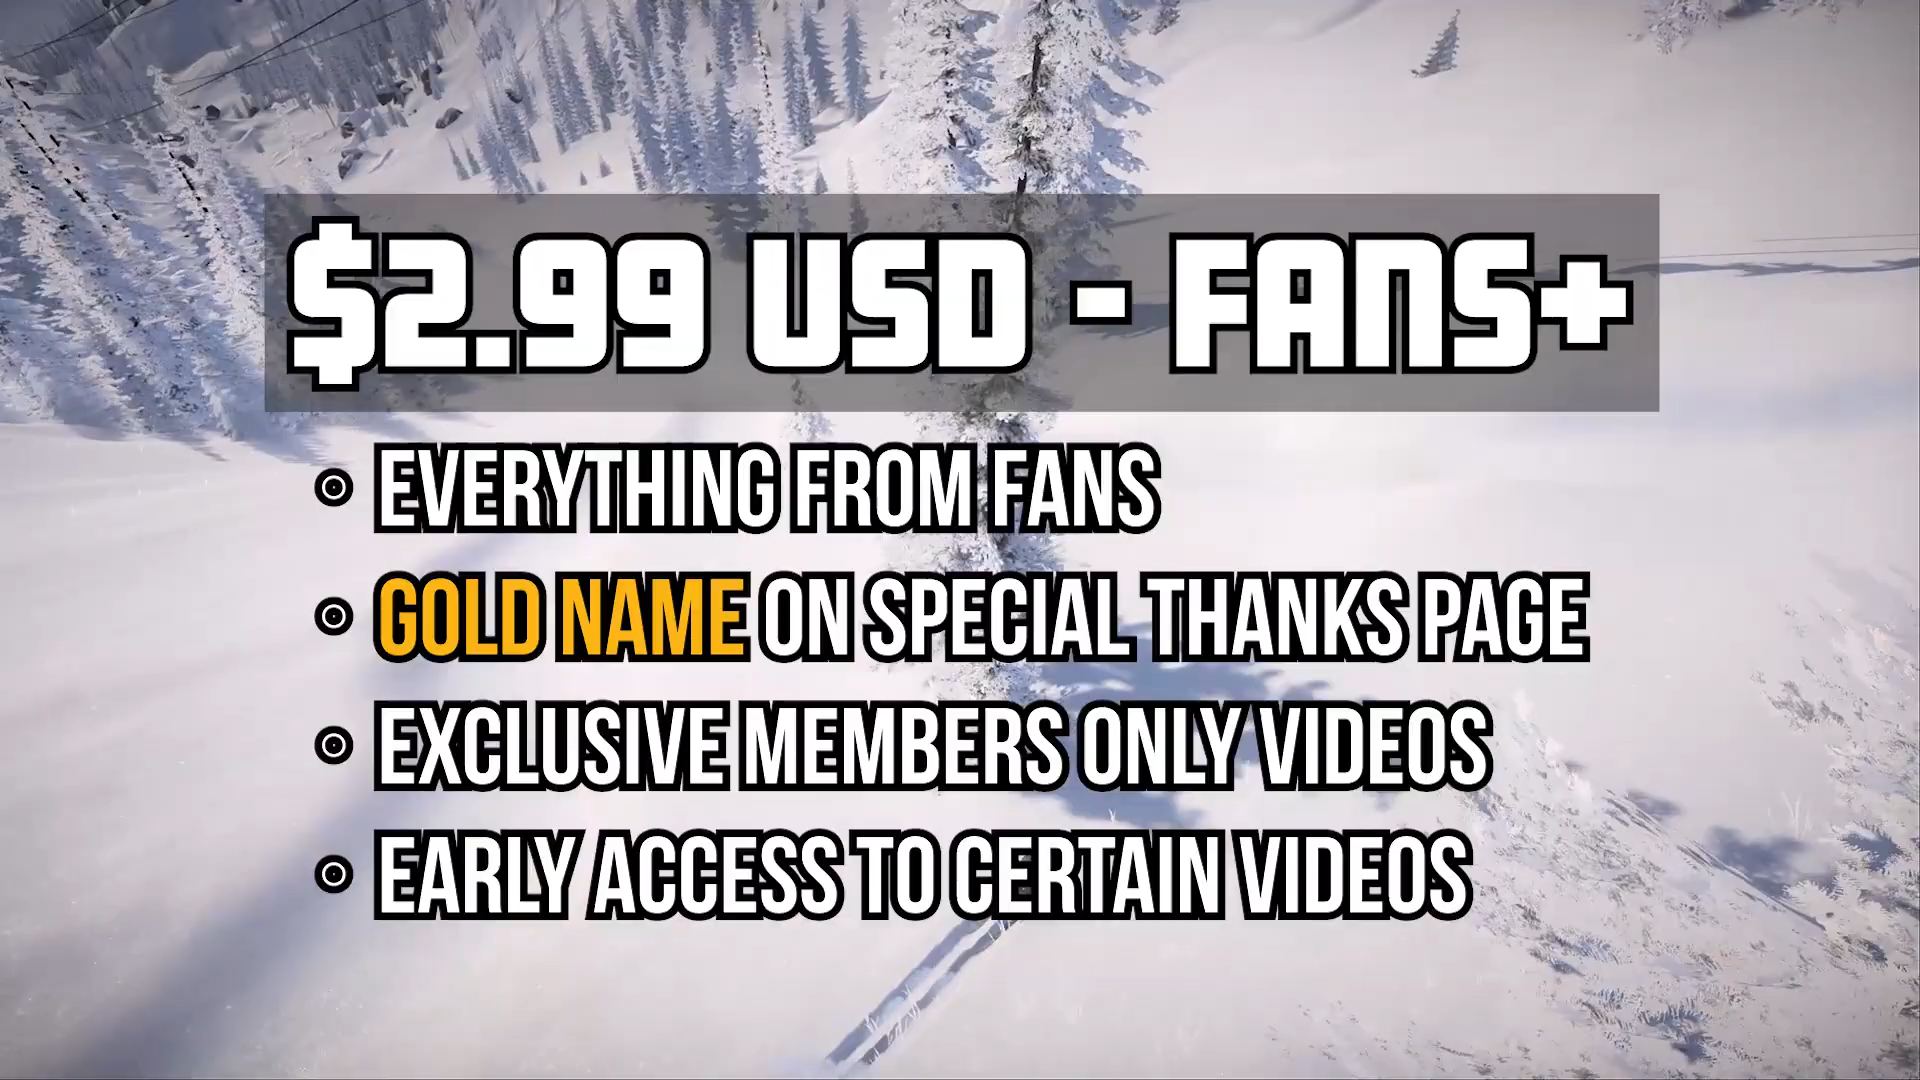 $2.99 USD - FANS+
EVERYTHING FROM FANS
GOLD NAME ON SPECIAL THANKS PAGE
EXCLUSIVE MEMBERS ONLY VIDEOS
EARLY ACCESS TO CERTAIN VIDEOS